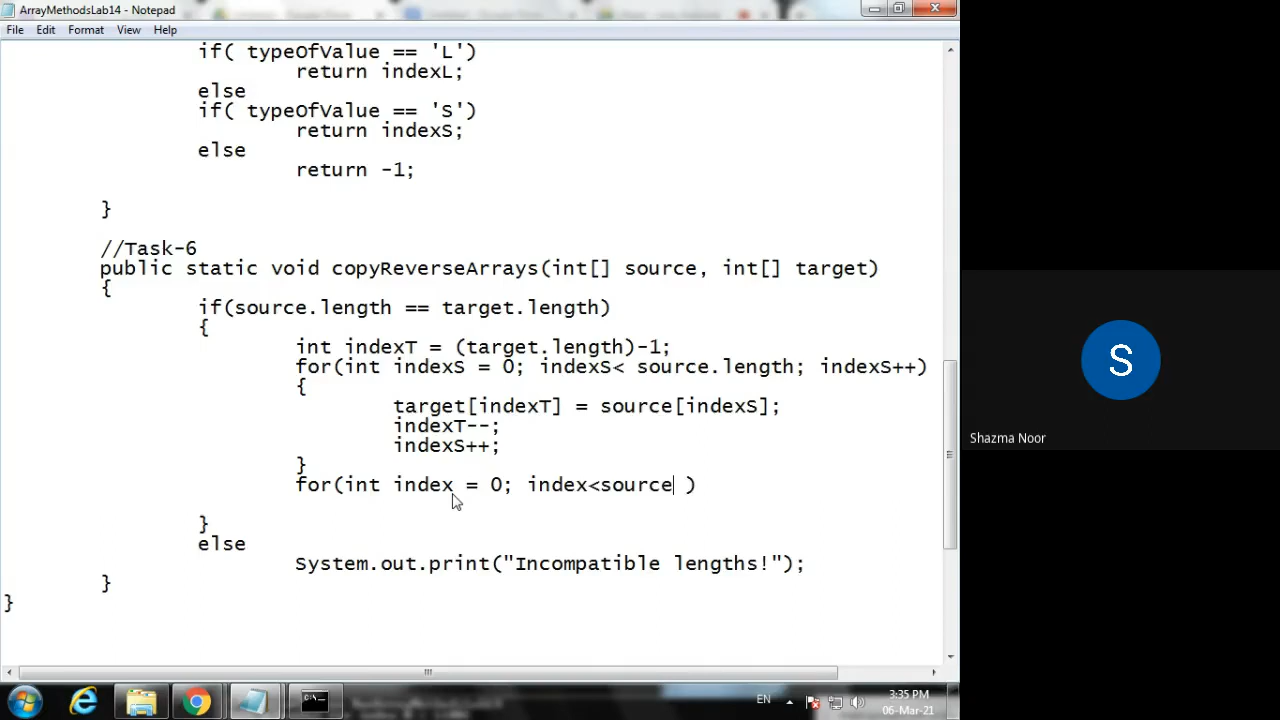 ArrayMethodsLab14 - Notepad
File Edit Format View Help
if( typeOfValue == 'L')
return indexL;
else
if( typeOfValue == 'S')
return indexS;
else
return -1;
}
//Task-6
public static void copyReverseArrays(int[] source, int[] target)
{
if(source.length == target.length)
{
int indexT = (target.length)-1;
for(int indexS = 0; indexS< source.length; indexS++)
{
target[indexT] = source[indexS];
indexT--;
indexS++;
}
for(int index = 0; index<source )
}
else
System.out.print("Incompatible lengths!");
}
}
S
Shazma Noor
EN
3:35 PM
06-Mar-21